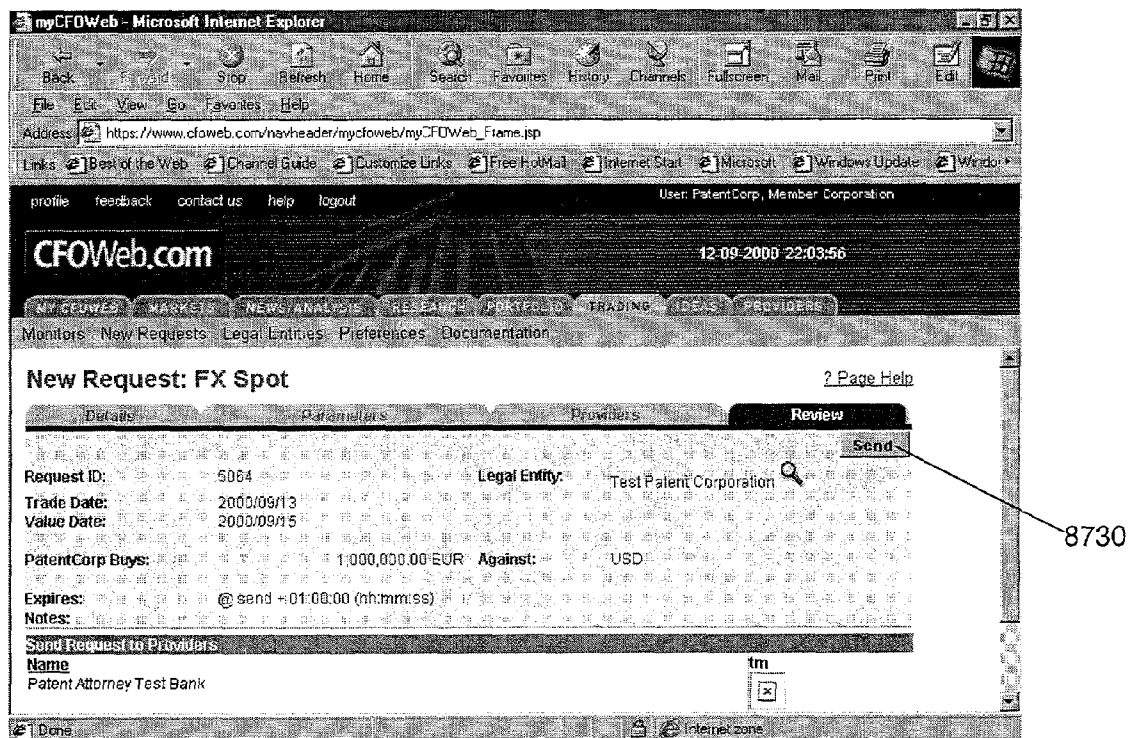 myCFOWeb - Microsoft Internet Explorer
Back Forward Stop Refresh Home Search Favorites History Channels Fullscreen Mail Print Edit
File Edit View Go Favorites Help
Address https://www.cfoweb.com/navheader/mycfoweb/myCFOWeb_Frame.jsp
Links Best of the Web Channel Guide Customize Links Free HotMail Internet Start Microsoft Windows Update Window
profile feedback contact us help logout User: PatentCorp, Member Corporation
CFOWeb.com 12-09-2000 22:03:56
MY CFOWEB MARKETS NEWS/ANALYSIS RESEARCH PORTFOLIO TRADING IDEAS PROVIDERS
Monitors New Requests Legal Entities Preferences Documentation
New Request: FX Spot ? Page Help
Details Parameters Providers Review
Send
Request ID: 5064 Legal Entity: Test Patent Corporation
Trade Date: 2000/09/13
Value Date: 2000/09/15
PatentCorp Buys: 1,000,000.00 EUR Against: USD
Expires: @ send + 01:00:00 (hh:mm:ss)
Notes:
Send Request to Providers
Name tm
Patent Attorney Test Bank
Done Internet zone
8730